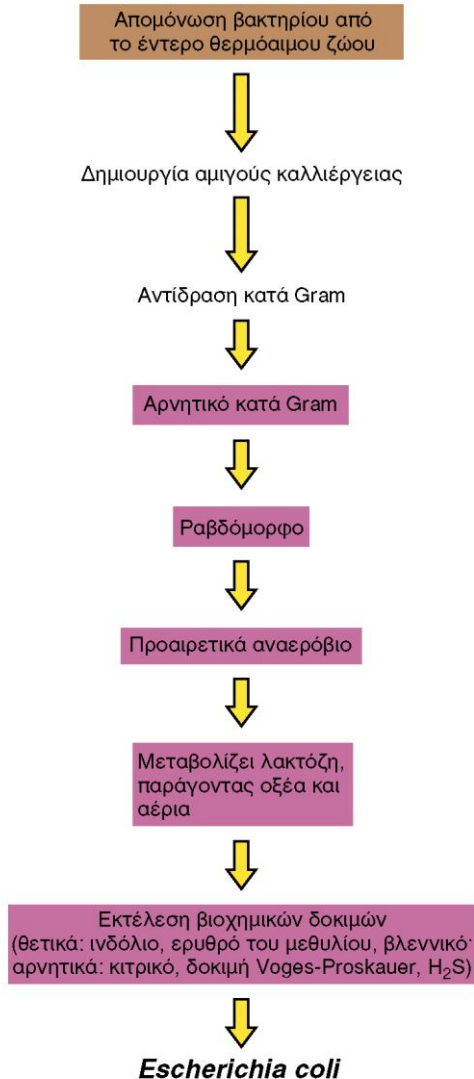 Απομόνωση βακτηρίου από
το έντερο θερμόαιμου ζώου
Δημιουργία αμιγούς καλλιέργειας
Αντίδραση κατά Gram
Αρνητικό κατά Gram
Ραβδόμορφο
Προαιρετικά αναερόβιο
Μεταβολίζει λακτόζη,
παράγοντας οξέα και
αέρια
Εκτέλεση βιοχημικών δοκιμών
(θετικά: ινδόλιο, ερυθρό του μεθυλίου, βλεννικό·
αρνητικά: κιτρικό, δοκιμή Voges-Proskauer, H₂S)
Escherichia coli